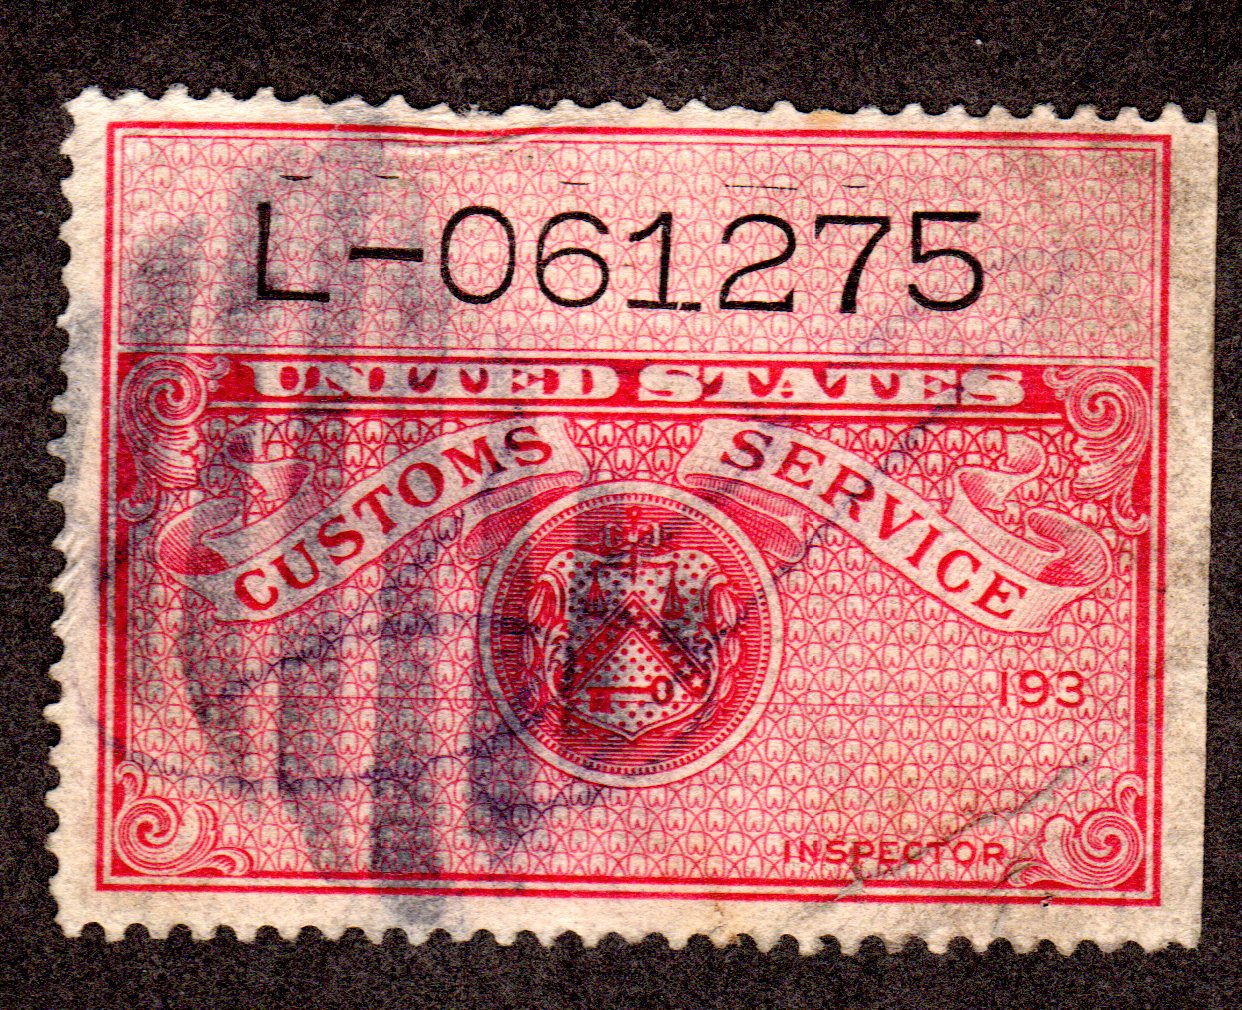 L-061275
UNITED STATES
CUSTOMS SERVICE
193
INSPECTOR